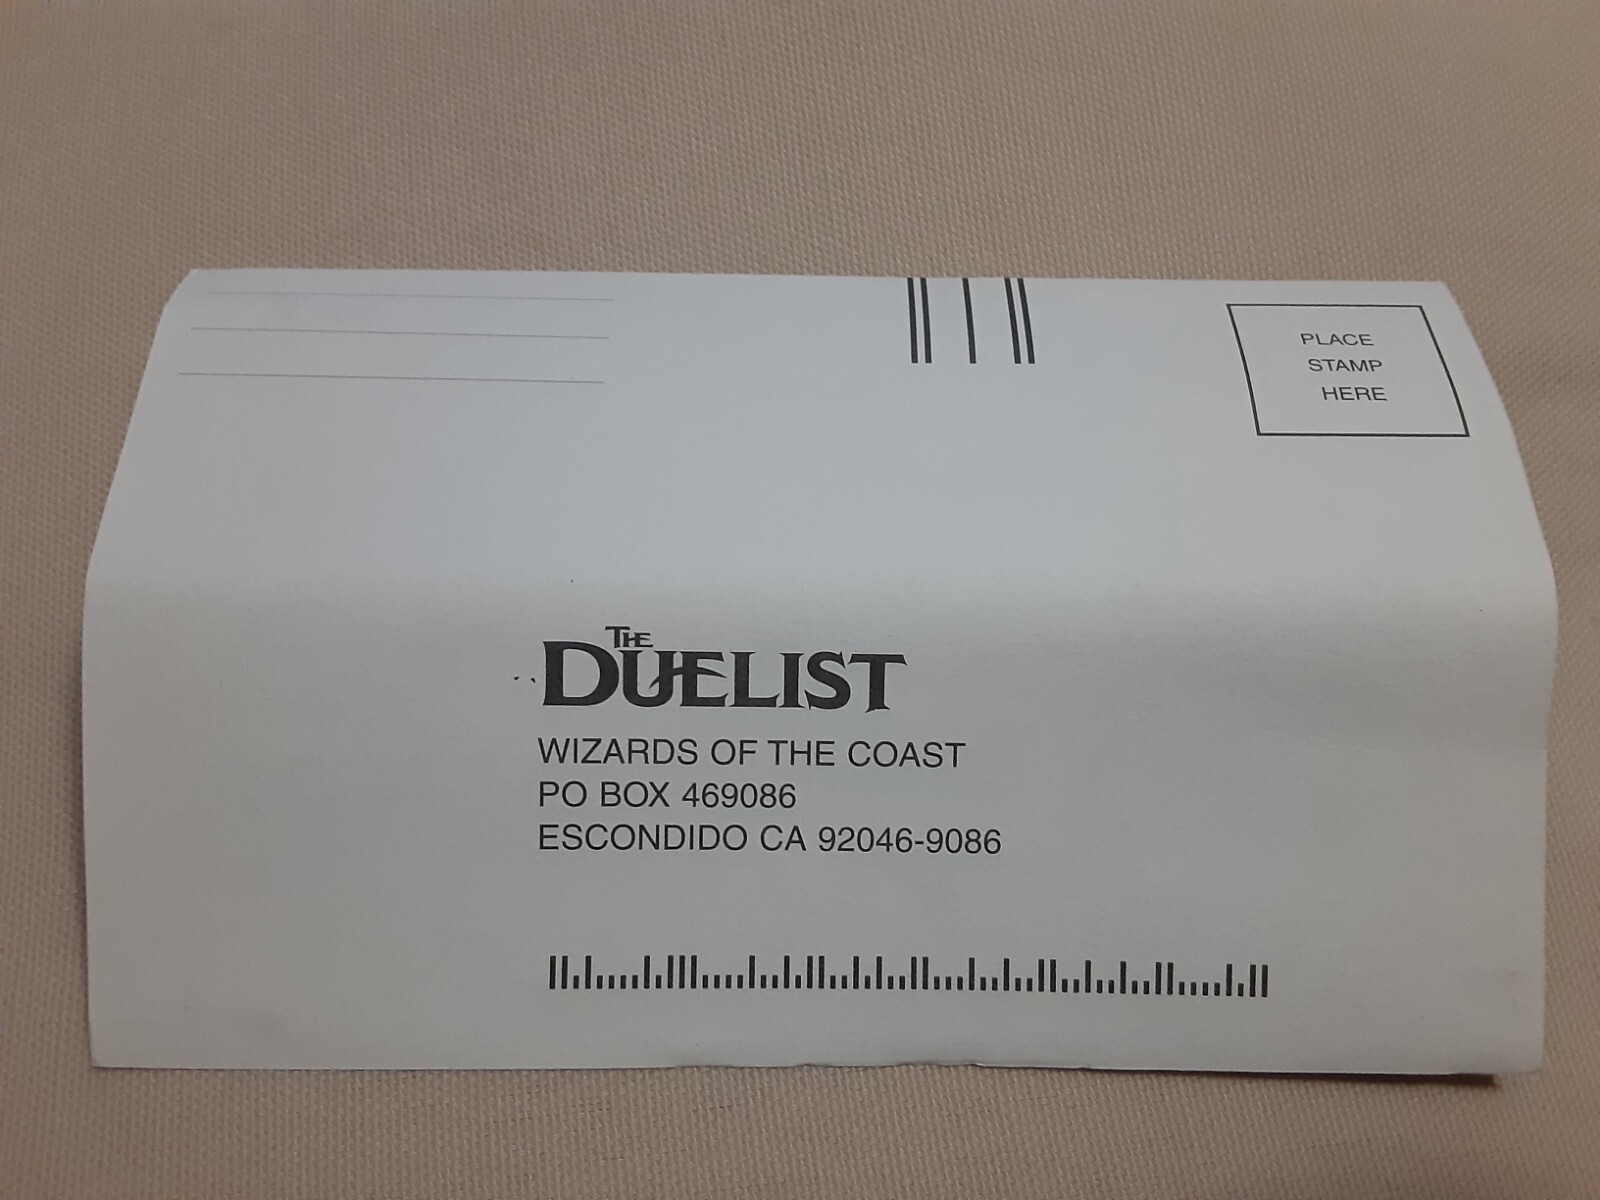 PLACE
STAMP
HERE
THE
DUELIST
WIZARDS OF THE COAST
PO BOX 469086
ESCONDIDO CA 92046-9086